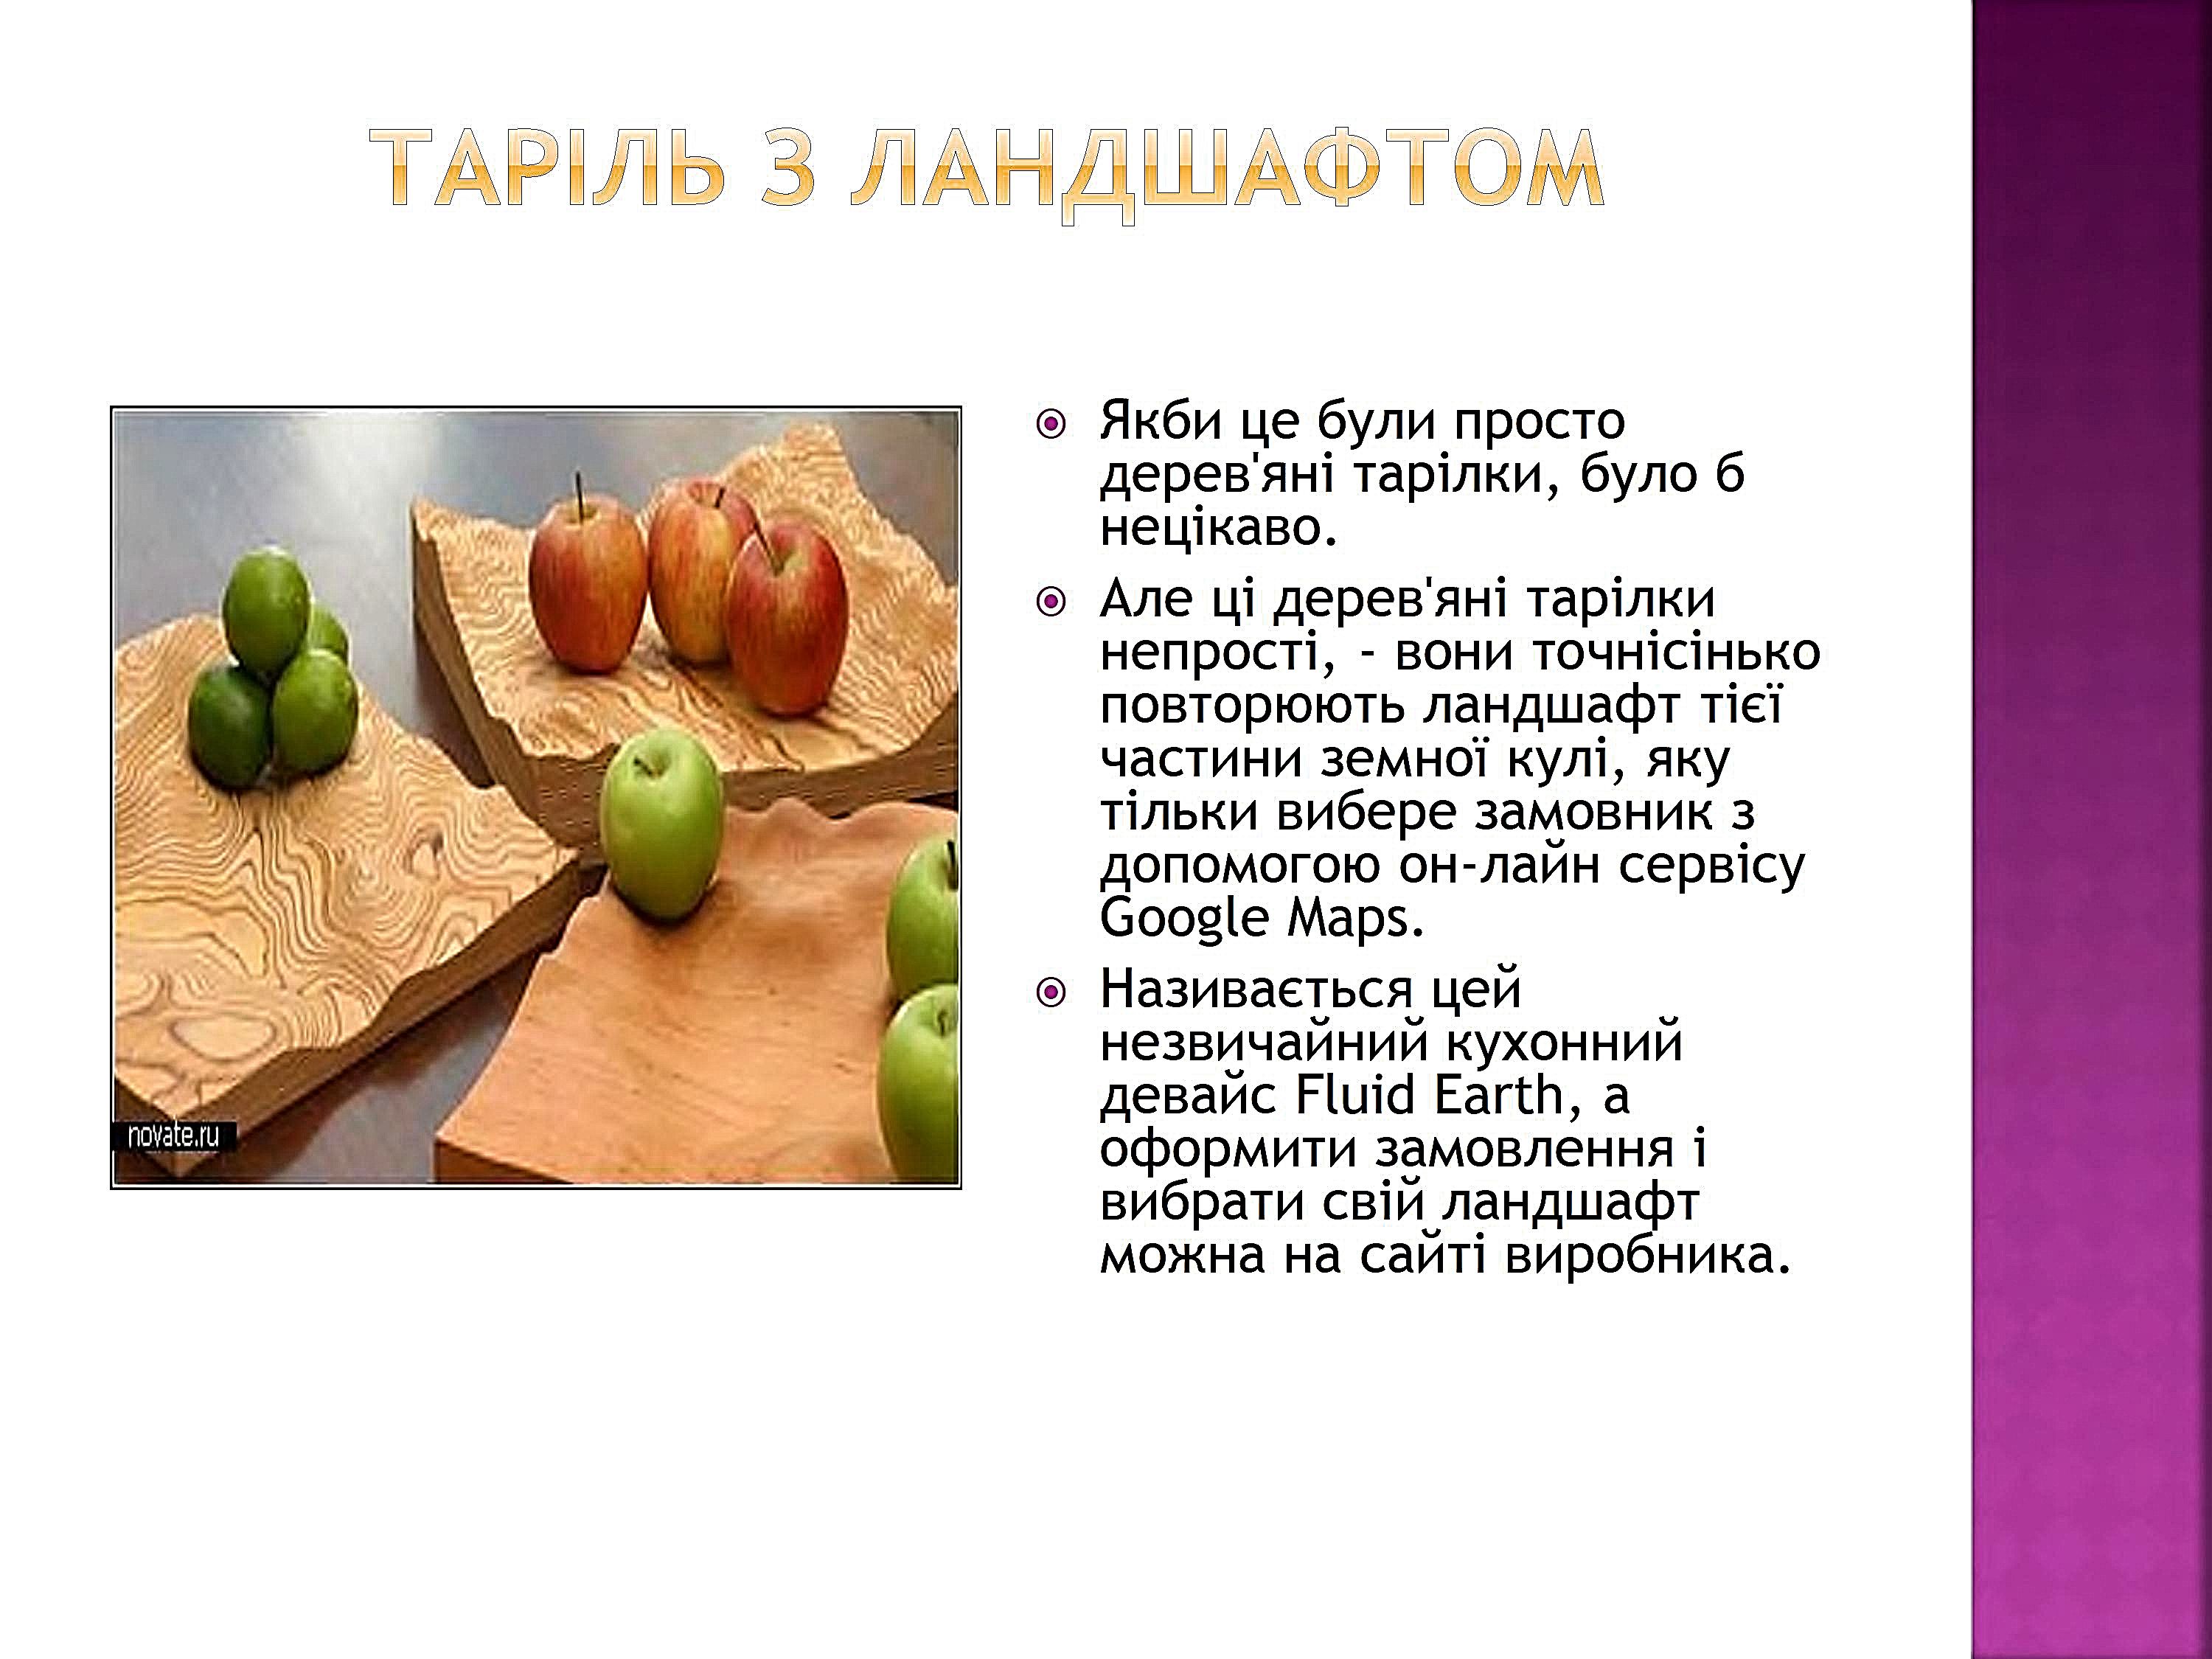 ТАРІЛЬ З ЛАНДШАФТОМ
Якби це були просто
дерев'яні тарілки, було б
нецікаво.
Але ці дерев'яні тарілки
непрості, - вони точнісінько
повторюють ландшафт тієї
частини земної кулі, яку
тільки вибере замовник з
допомогою он-лайн сервісу
Google Maps.
Називається цей
незвичайний кухонний
девайс Fluid Earth, а
оформити замовлення і
вибрати свій ландшафт
можна на сайті виробника.
novate.ru